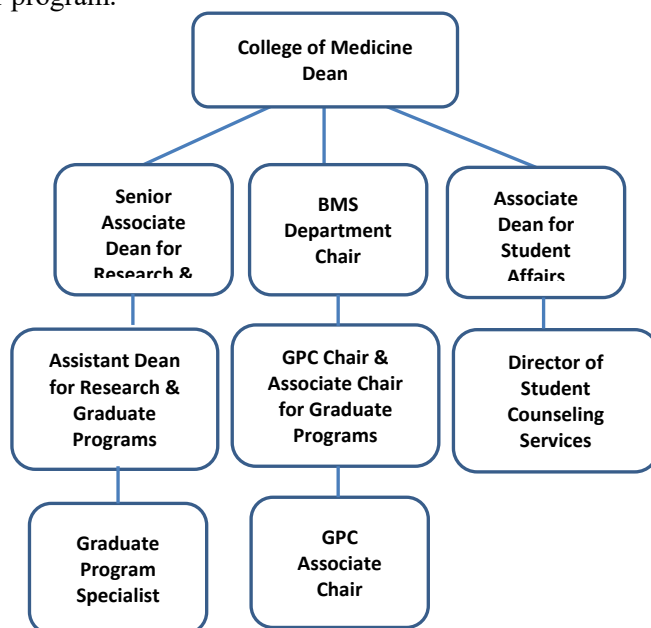 program.
College of Medicine
Dean
Senior
Associate
Dean for
Research &
BMS
Department
Chair
Associate
Dean for
Student
Affairs
Assistant Dean
for Research &
Graduate
Programs
GPC Chair &
Associate Chair
for Graduate
Programs
Director of
Student
Counseling
Services
Graduate
Program
Specialist
GPC
Associate
Chair